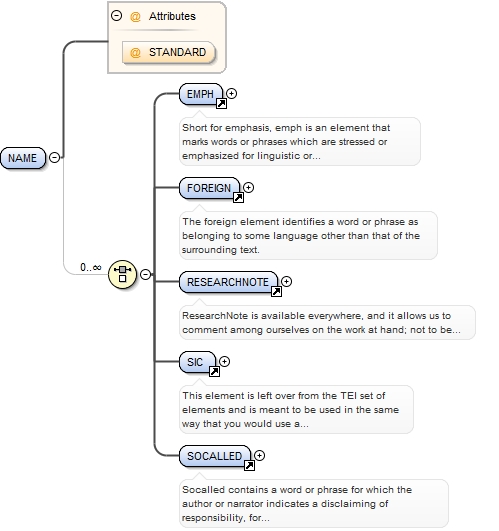 @ Attributes
@ STANDARD
NAME
EMPH
Short for emphasis, emph is an element that
marks words or phrases which are stressed or
emphasized for linguistic or...
FOREIGN
The foreign element identifies a word or phrase as
belonging to some language other than that of the
surrounding text.
0..∞
RESEARCHNOTE
ResearchNote is available everywhere, and it allows us to
comment among ourselves on the work at hand; not to be...
SIC
This element is left over from the TEI set of
elements and is meant to be used in the same
way that you would use a...
SOCALLED
Socalled contains a word or phrase for which the
author or narrator indicates a disclaiming of
responsibility, for...